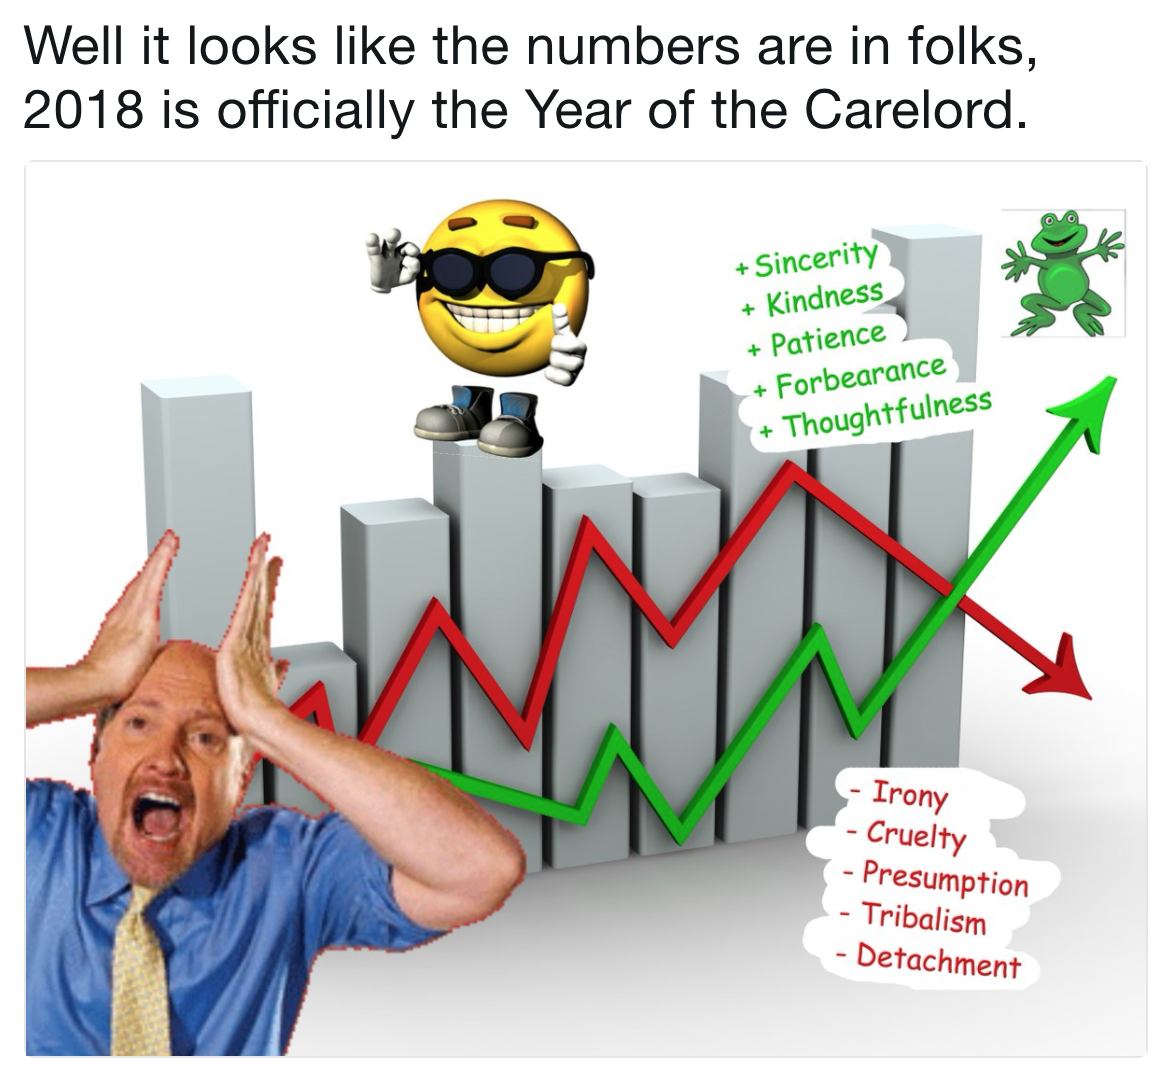 Well it looks like the numbers are in folks,
2018 is officially the Year of the Carelord.
+ Sincerity
+ Kindness
+ Patience
+ Forbearance
+ Thoughtfulness
- Irony
- Cruelty
- Presumption
- Tribalism
- Detachment